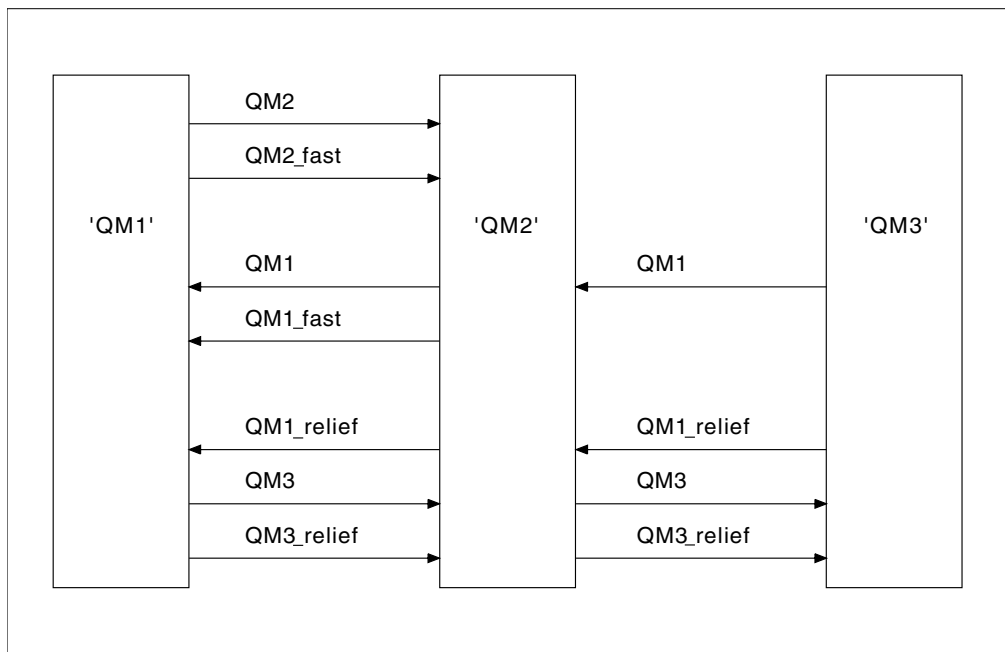 QM2
QM2_fast
'QM1' 'QM2' 'QM3'
QM1 QM1
QM1_fast
QM1_relief QM1_relief
QM3 QM3
QM3_relief QM3_relief